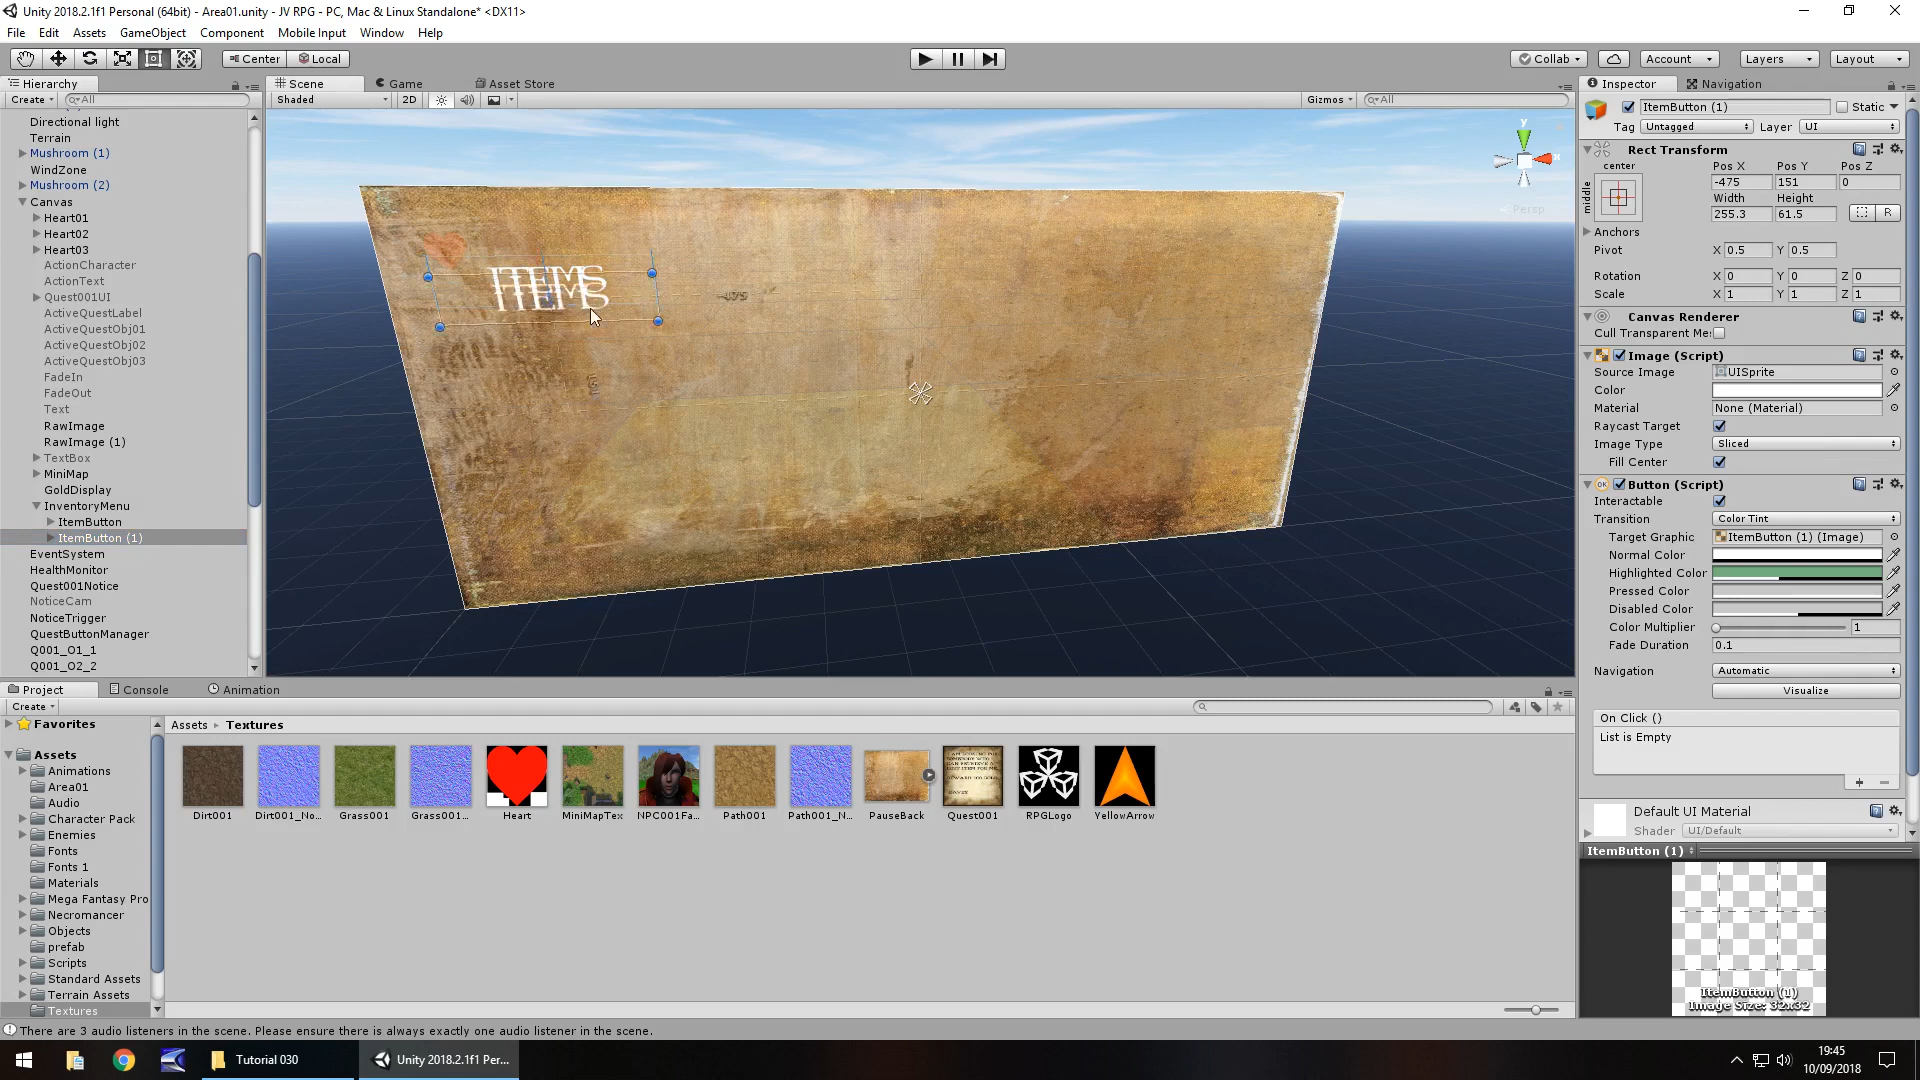 Unity 2018.2.1f1 Personal (64bit) - Area01.unity - JV RPG - PC, Mac & Linux Standalone* <DX11>
File Edit Assets GameObject Component Mobile Input Window Help
Center Local Collab Account Layers Layout
Hierarchy Scene Game Asset Store Inspector Navigation
Create All Shaded 2D Gizmos All
Directional light
Terrain
Mushroom (1)
WindZone
Mushroom (2)
Canvas
Heart01
Heart02
Heart03
ActionCharacter
ActionText
Quest001UI
ActiveQuestLabel
ActiveQuestObj01
ActiveQuestObj02
ActiveQuestObj03
FadeIn
FadeOut
Text
RawImage
RawImage (1)
TextBox
MiniMap
GoldDisplay
InventoryMenu
ItemButton
ItemButton (1)
EventSystem
HealthMonitor
Quest001Notice
NoticeCam
NoticeTrigger
QuestButtonManager
Q001_O1_1
Q001_O2_2
y
x
Persp
ITEMS
ITEMS
-475
151
ItemButton (1) Static
Tag Untagged Layer UI
Rect Transform
center Pos X Pos Y Pos Z
middle -475 151 0
Width Height
255.3 61.5 R
Anchors
Pivot X 0.5 Y 0.5
Rotation X 0 Y 0 Z 0
Scale X 1 Y 1 Z 1
Canvas Renderer
Cull Transparent Me:
Image (Script)
Source Image UISprite
Color
Material None (Material)
Raycast Target
Image Type Sliced
Fill Center
OK Button (Script)
Interactable
Transition Color Tint
Target Graphic ItemButton (1) (Image)
Normal Color
Highlighted Color
Pressed Color
Disabled Color
Color Multiplier 1
Fade Duration 0.1
Navigation Automatic
Visualize
On Click ()
List is Empty
Default UI Material
Shader UI/Default
ItemButton (1)
ItemButton (1)
Image Size: 32x32
Project Console Animation
Create
Favorites
Assets
Animations
Area01
Audio
Character Pack
Enemies
Fonts
Fonts 1
Materials
Mega Fantasy Pro
Necromancer
Objects
prefab
Scripts
Standard Assets
Terrain Assets
Textures
Assets Textures
Dirt001 Dirt001_No... Grass001 Grass001... Heart MiniMapTex NPC001Fa... Path001 Path001_N... PauseBack Quest001 RPGLogo YellowArrow
There are 3 audio listeners in the scene. Please ensure there is always exactly one audio listener in the scene.
Tutorial 030 Unity 2018.2.1f1 Per...
19:45
10/09/2018